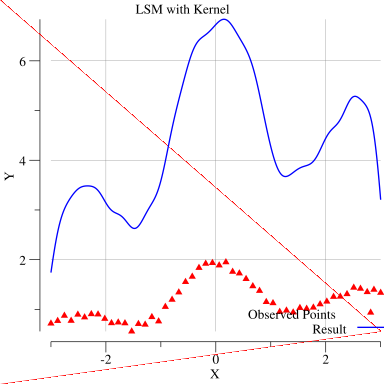 LSM with Kernel
6
4
2
Y
Observed Points
Result
-2
0
2
X